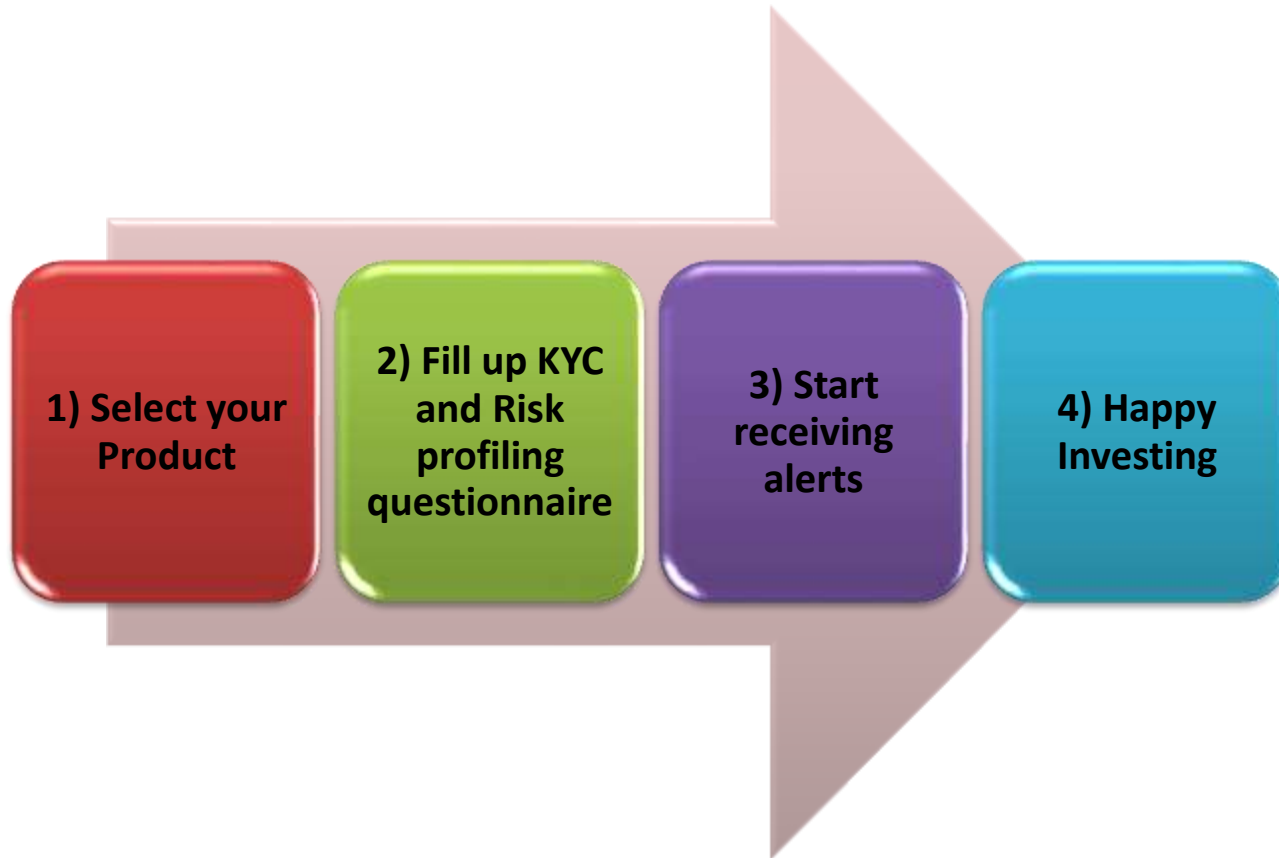 1) Select your
Product
2) Fill up KYC
and Risk
profiling
questionnaire
3) Start
receiving
alerts
4) Happy
Investing